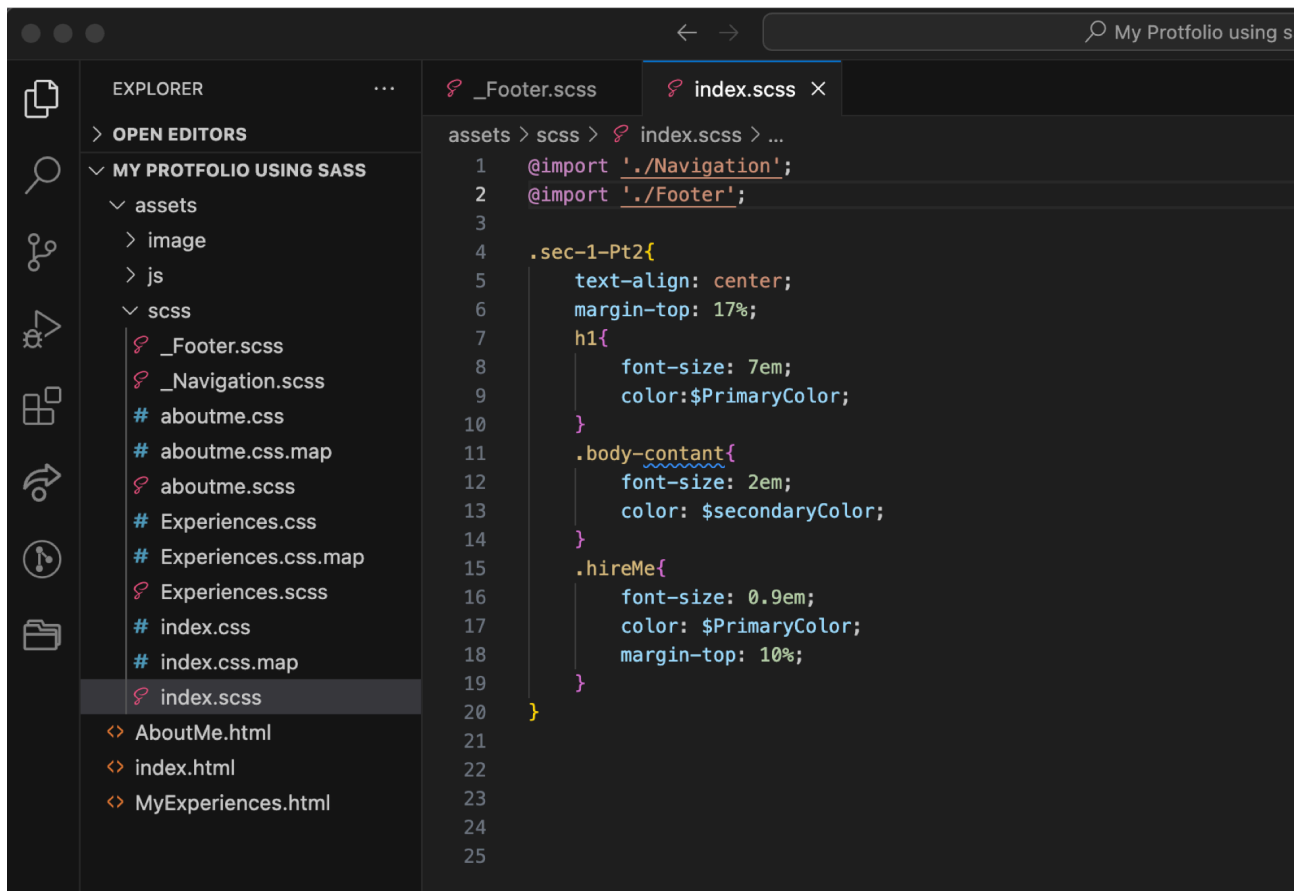 My Protfolio using s
EXPLORER
OPEN EDITORS
MY PROTFOLIO USING SASS
assets
image
js
scss
_Footer.scss
_Navigation.scss
aboutme.css
aboutme.css.map
aboutme.scss
Experiences.css
Experiences.css.map
Experiences.scss
index.css
index.css.map
index.scss
AboutMe.html
index.html
MyExperiences.html
_Footer.scss index.scss
assets > scss > index.scss > ...
1 @import './Navigation';
2 @import './Footer';
3
4 .sec-1-Pt2{
5 text-align: center;
6 margin-top: 17%;
7 h1{
8 font-size: 7em;
9 color:$PrimaryColor;
10 }
11 .body-contant{
12 font-size: 2em;
13 color: $secondaryColor;
14 }
15 .hireMe{
16 font-size: 0.9em;
17 color: $PrimaryColor;
18 margin-top: 10%;
19 }
20 }
21
22
23
24
25